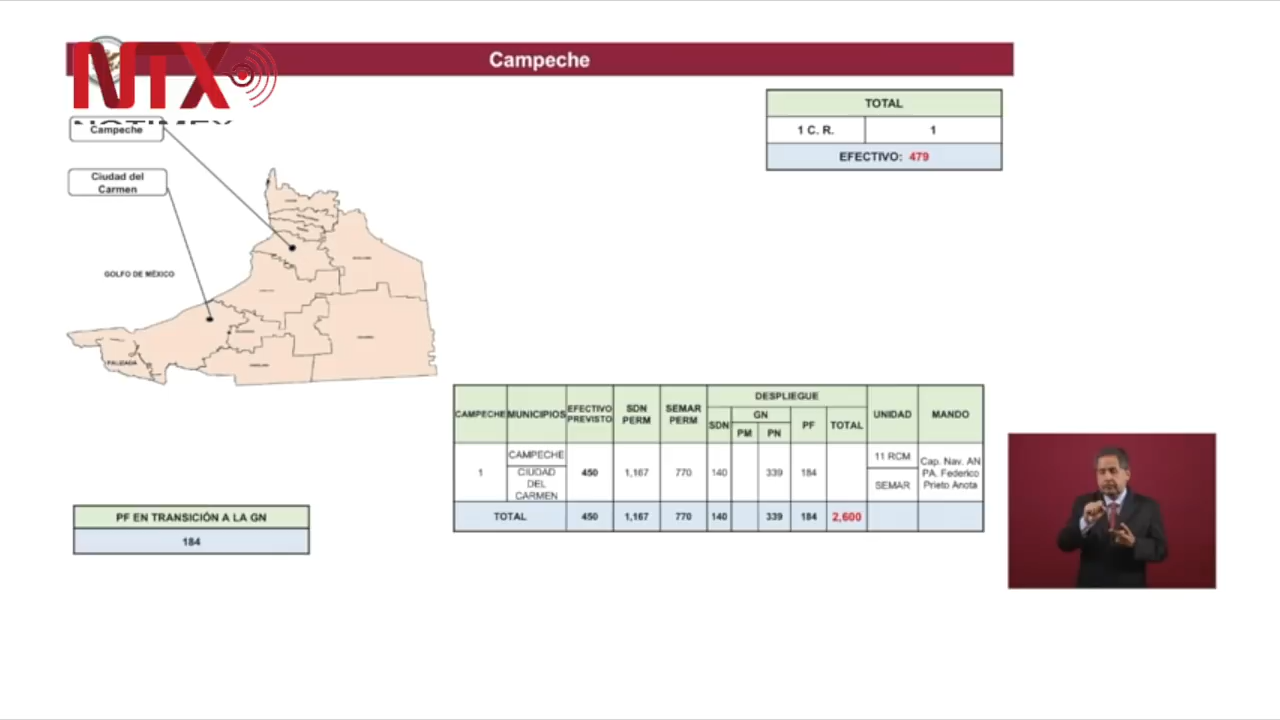 Campeche
NTX
NOTIMEX
Campeche
Ciudad del
Carmen
GOLFO DE MÉXICO
PALIZADA
TOTAL
1 C. R. 1
EFECTIVO: 479
CAMPECHE MUNICIPIOS EFECTIVO PREVISTO SDN PERM SEMAR PERM DESPLIEGUE UNIDAD MANDO
SDN GN PF TOTAL
PM PN
1 CAMPECHE 450 1,167 770 140 339 184 11 RCM Cap. Nav. AN
CIUDAD DEL CARMEN SEMAR PA. Federico
Prieto Anota
TOTAL 450 1,167 770 140 339 184 2,600
PF EN TRANSICIÓN A LA GN
184